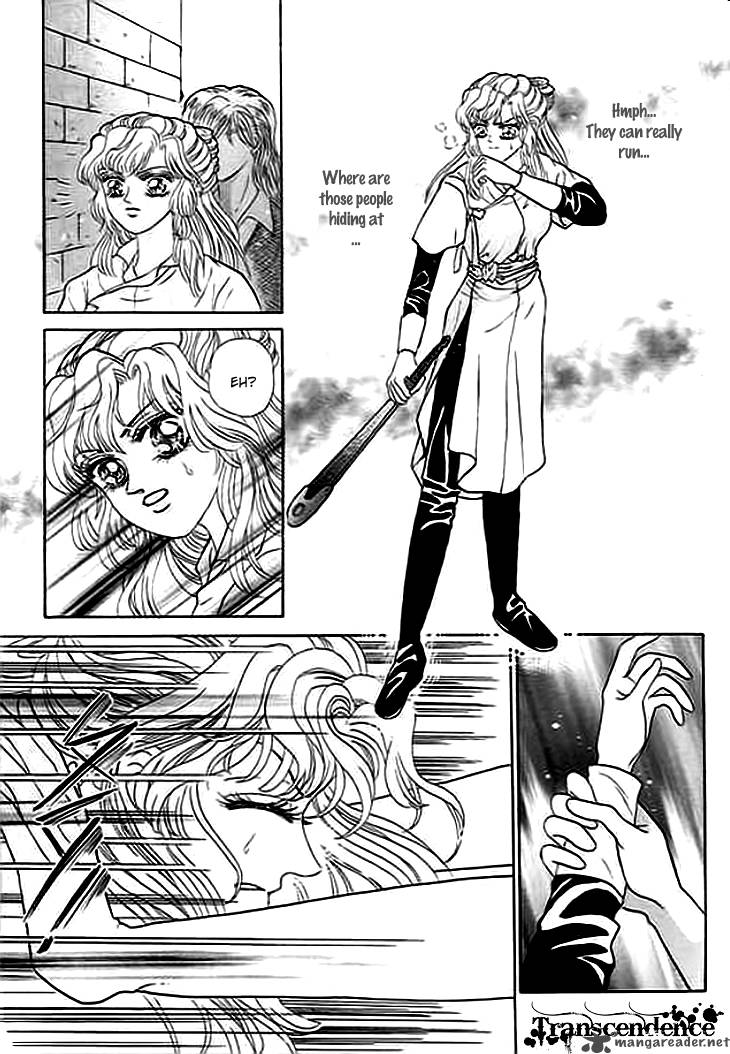 Hmph...
They can really
run...
Where are
those people
hiding at
...
EH?
Transcendence
mangareader.net